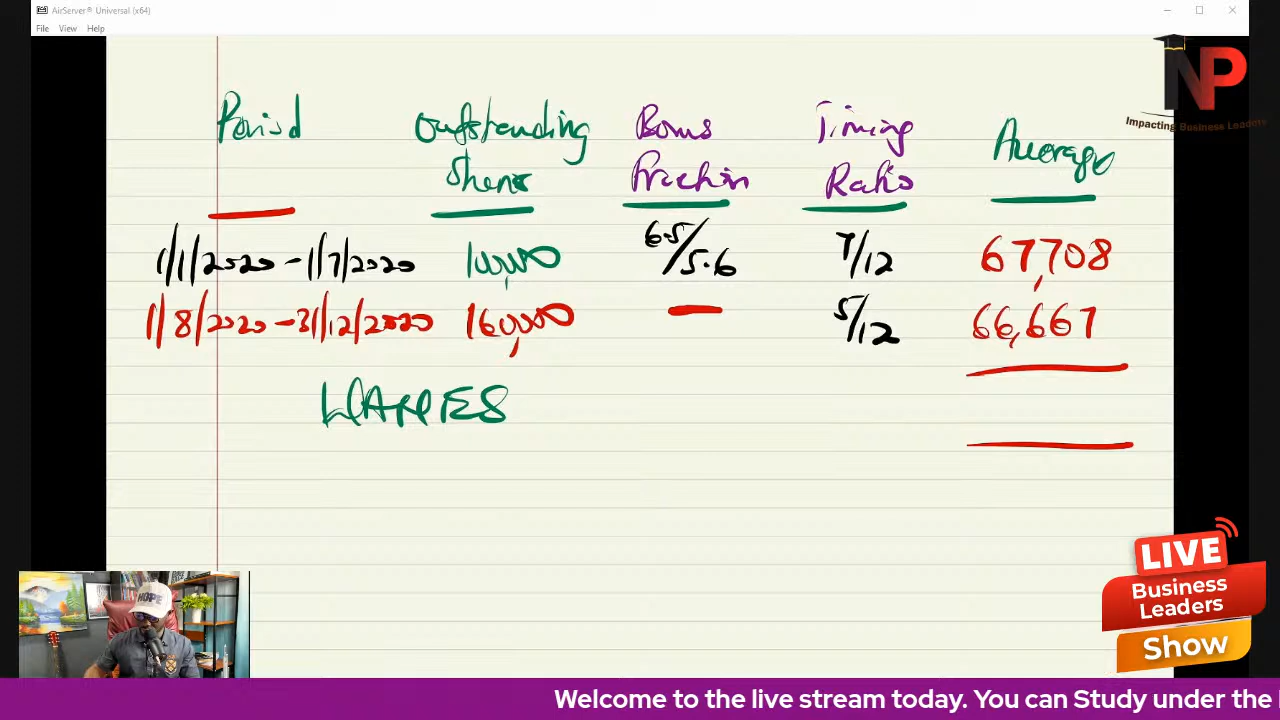 AirServer® Universal (x64)
File View Help
NP
Impacting Business Leaders
Period Outstanding Shares Bonus Fraction Timing Ratio Average
1/1/2020 - 1/7/2020 100,000 6.5/5.6 7/12 67,708
1/8/2020 - 31/12/2020 160,000 - 5/12 66,667
HOPE
LIVE
Business
Leaders
Show
Welcome to the live stream today. You can Study under the